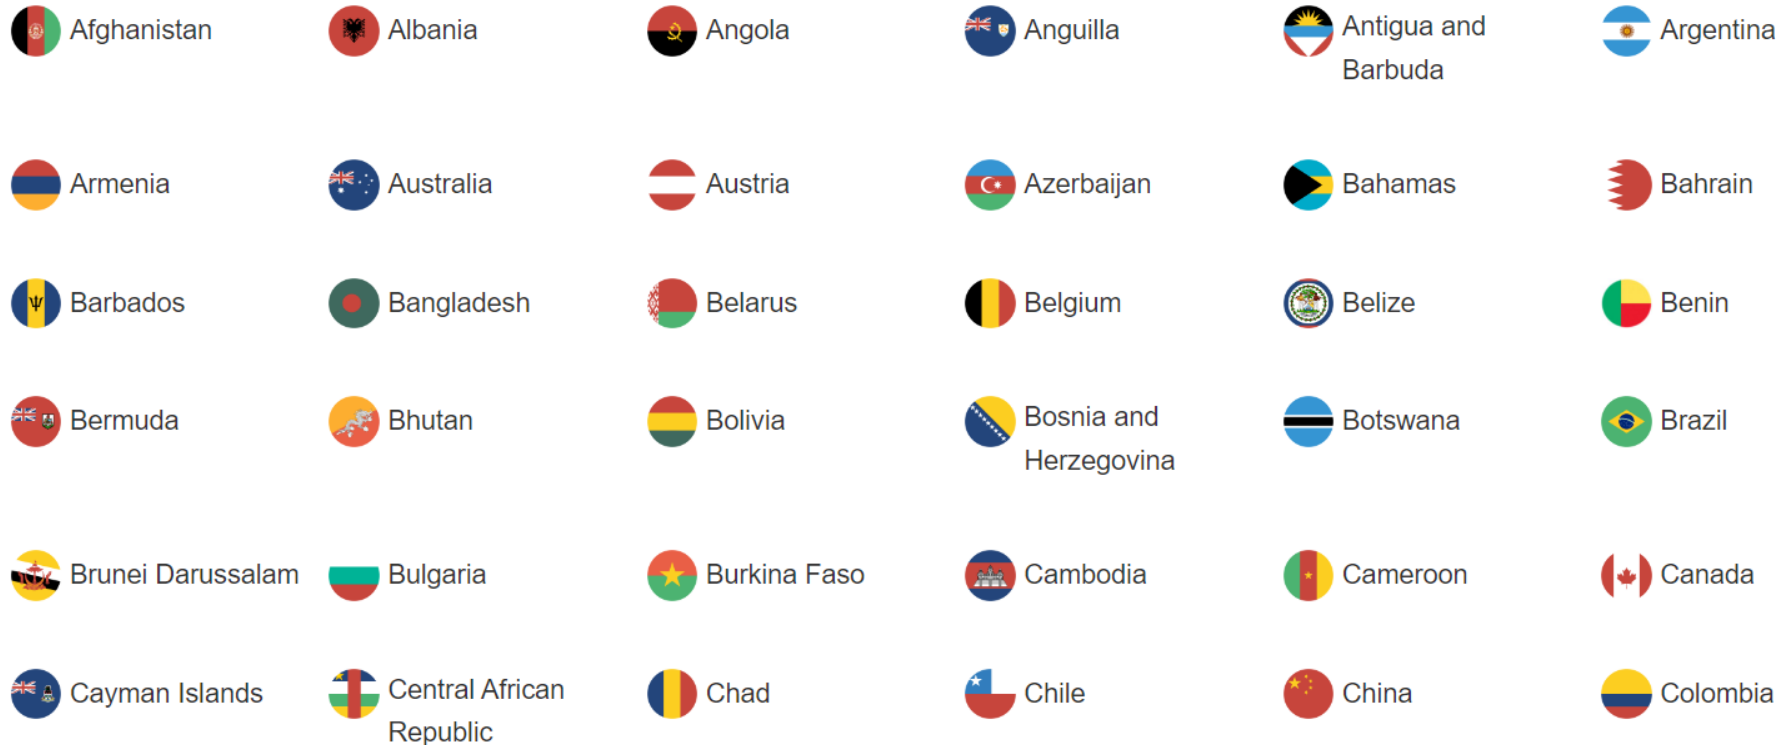 Afghanistan
Albania
Angola
Anguilla
Antigua and
Barbuda
Argentina
Armenia
Australia
Austria
Azerbaijan
Bahamas
Bahrain
Barbados
Bangladesh
Belarus
Belgium
Belize
Benin
Bermuda
Bhutan
Bolivia
Bosnia and
Herzegovina
Botswana
Brazil
Brunei Darussalam
Bulgaria
Burkina Faso
Cambodia
Cameroon
Canada
Cayman Islands
Central African
Republic
Chad
Chile
China
Colombia